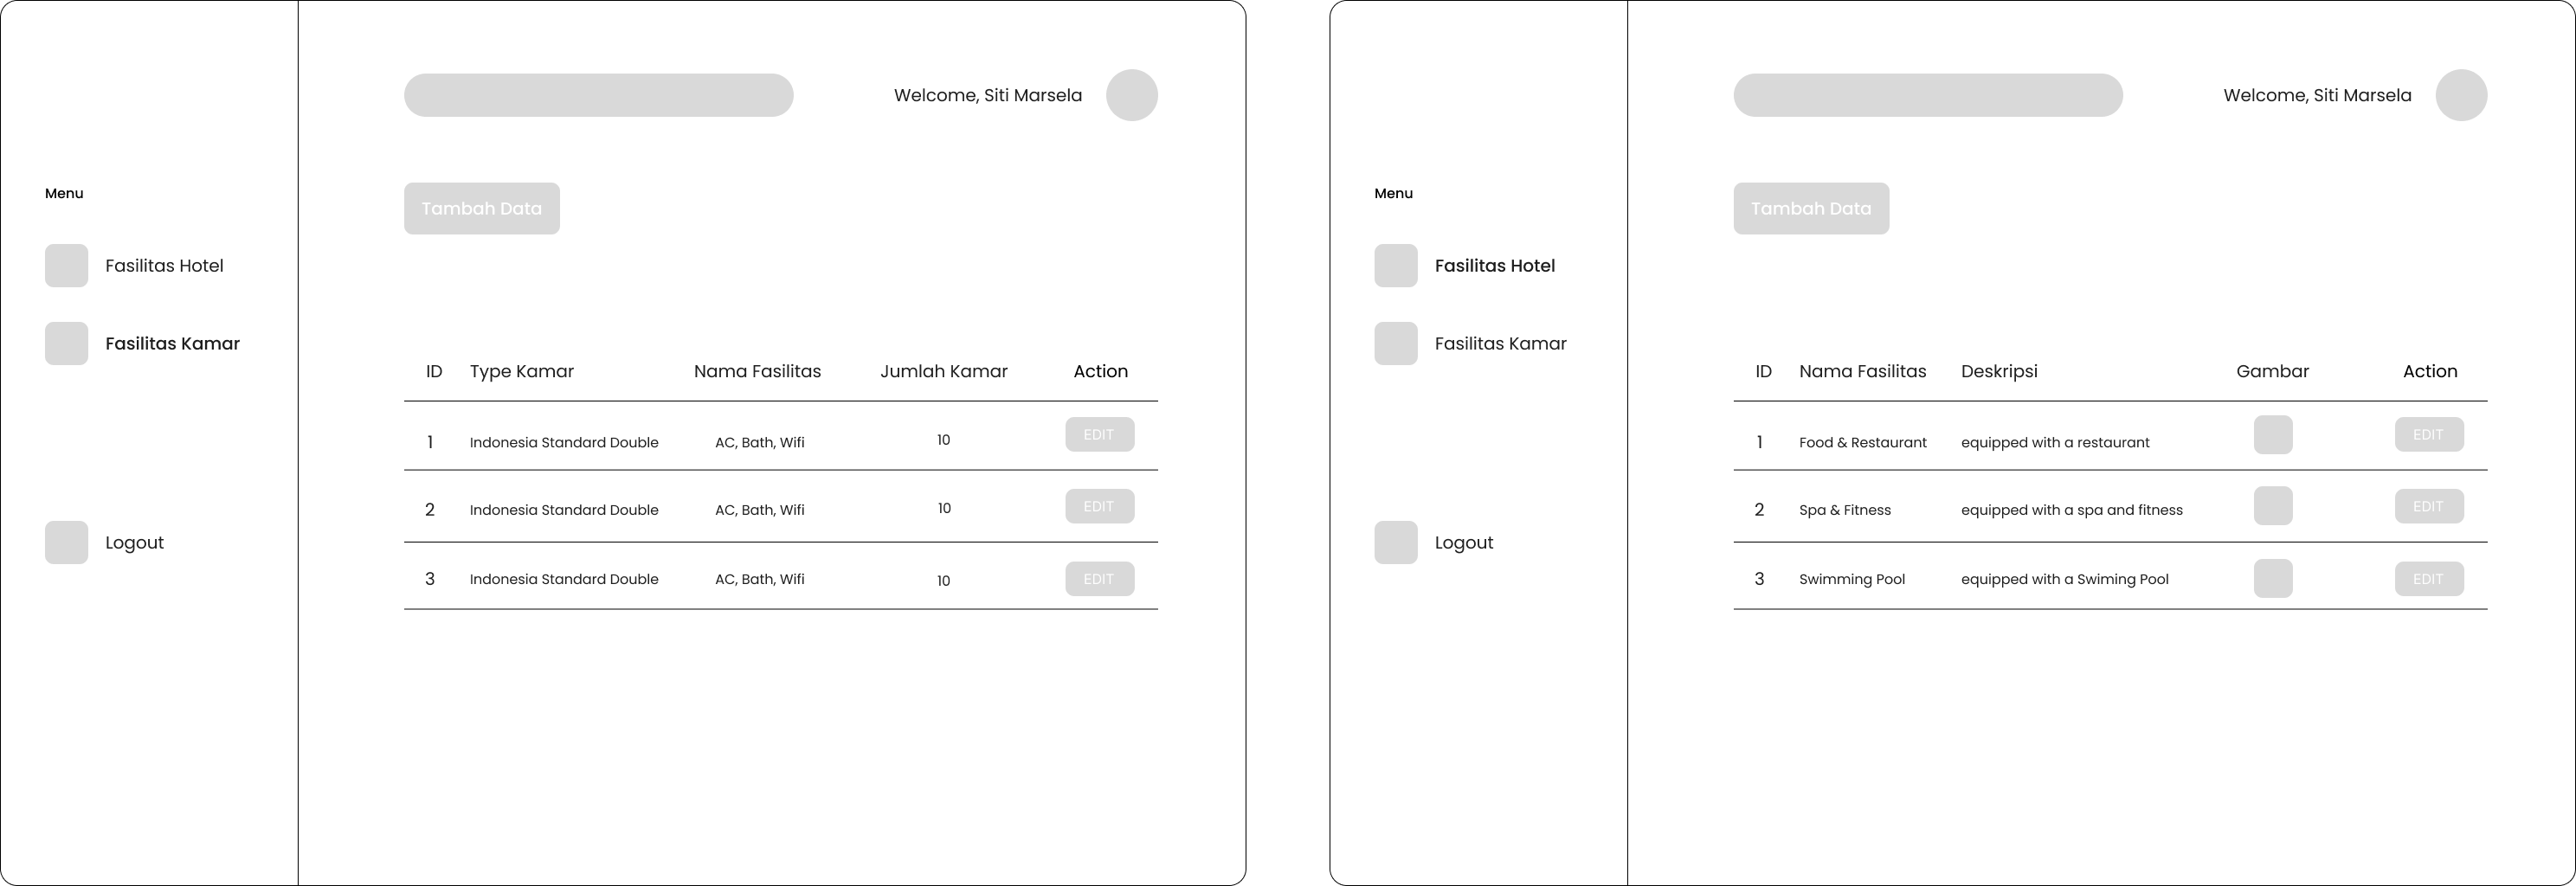 Welcome, Siti Marsela
Menu
Tambah Data
Fasilitas Hotel
Fasilitas Kamar
Logout
ID Type Kamar Nama Fasilitas Jumlah Kamar Action
1 Indonesia Standard Double AC, Bath, Wifi 10 EDIT
2 Indonesia Standard Double AC, Bath, Wifi 10 EDIT
3 Indonesia Standard Double AC, Bath, Wifi 10 EDIT
Welcome, Siti Marsela
Menu
Tambah Data
Fasilitas Hotel
Fasilitas Kamar
Logout
ID Nama Fasilitas Deskripsi Gambar Action
1 Food & Restaurant equipped with a restaurant EDIT
2 Spa & Fitness equipped with a spa and fitness EDIT
3 Swimming Pool equipped with a Swiming Pool EDIT